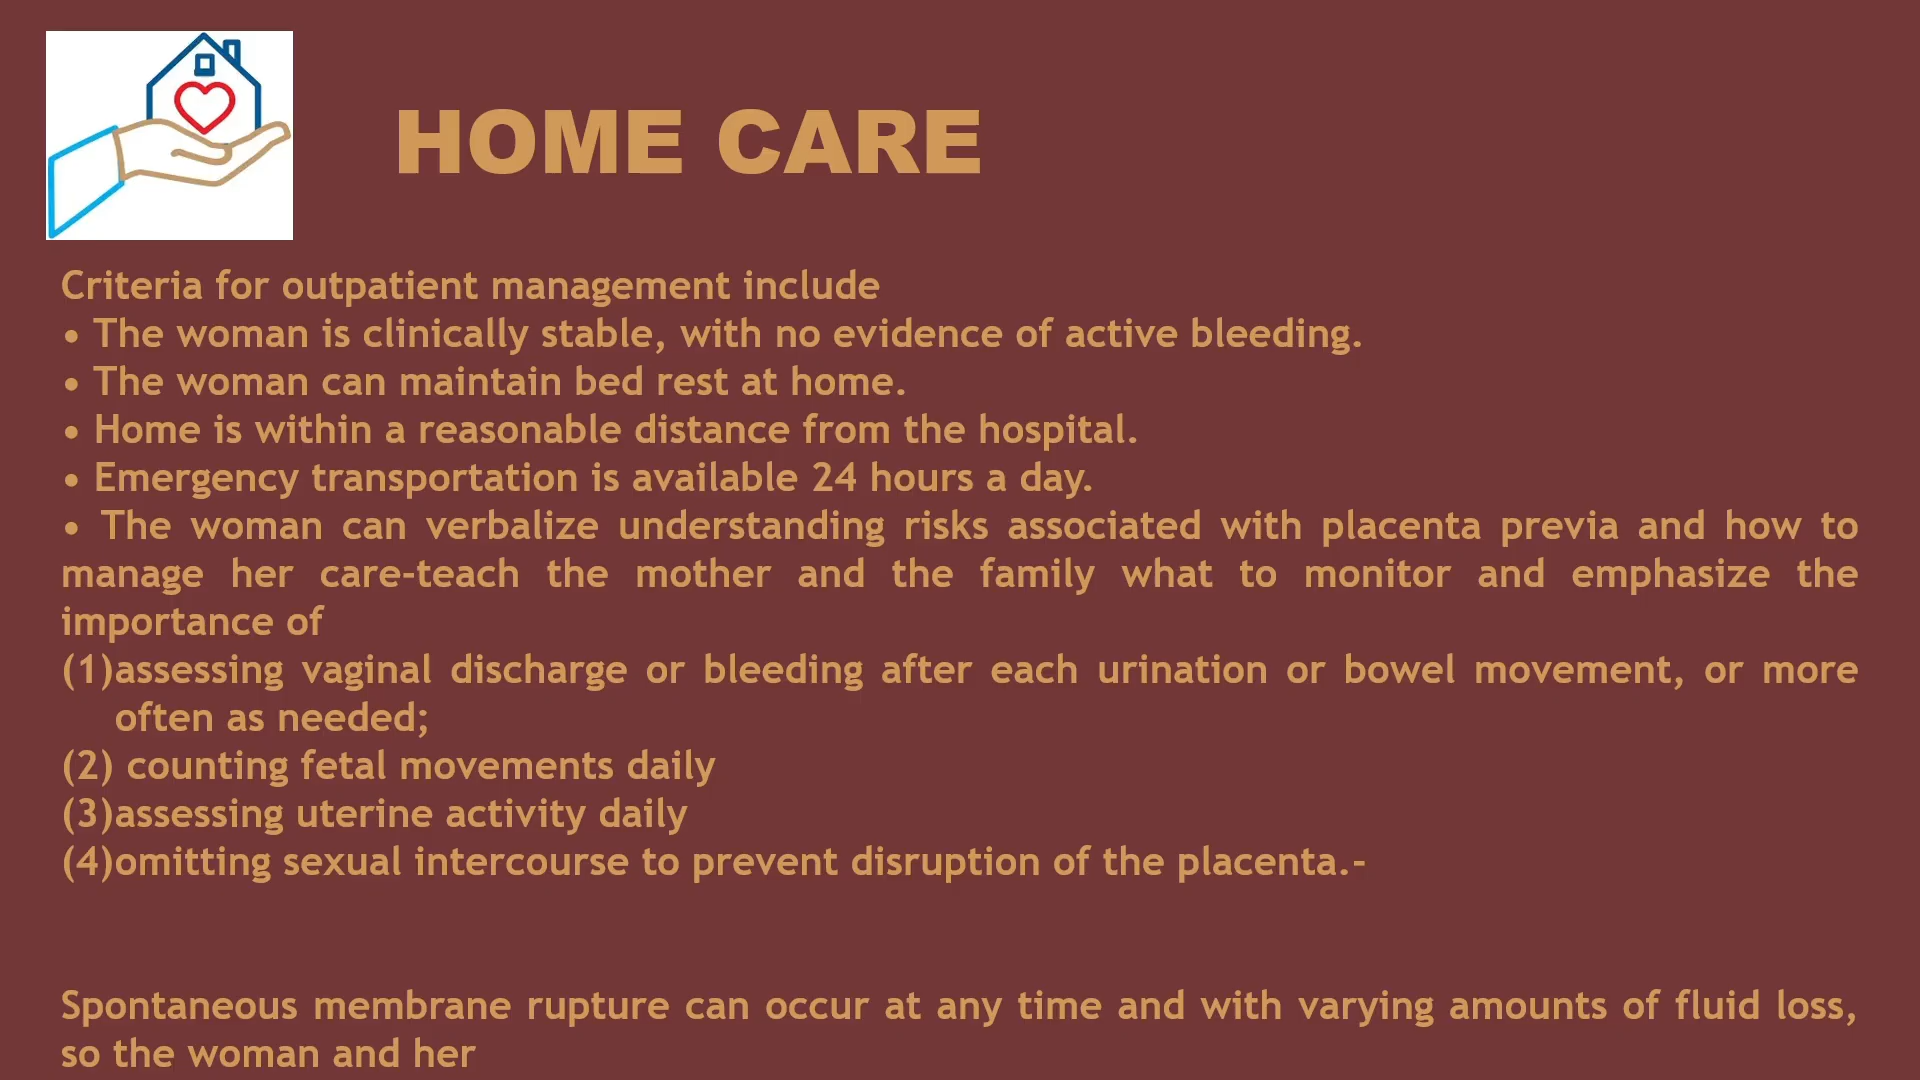 HOME CARE
Criteria for outpatient management include
• The woman is clinically stable, with no evidence of active bleeding.
• The woman can maintain bed rest at home.
• Home is within a reasonable distance from the hospital.
• Emergency transportation is available 24 hours a day.
• The woman can verbalize understanding risks associated with placenta previa and how to
manage her care-teach the mother and the family what to monitor and emphasize the
importance of
(1)assessing vaginal discharge or bleeding after each urination or bowel movement, or more
often as needed;
(2) counting fetal movements daily
(3)assessing uterine activity daily
(4)omitting sexual intercourse to prevent disruption of the placenta.-
Spontaneous membrane rupture can occur at any time and with varying amounts of fluid loss,
so the woman and her